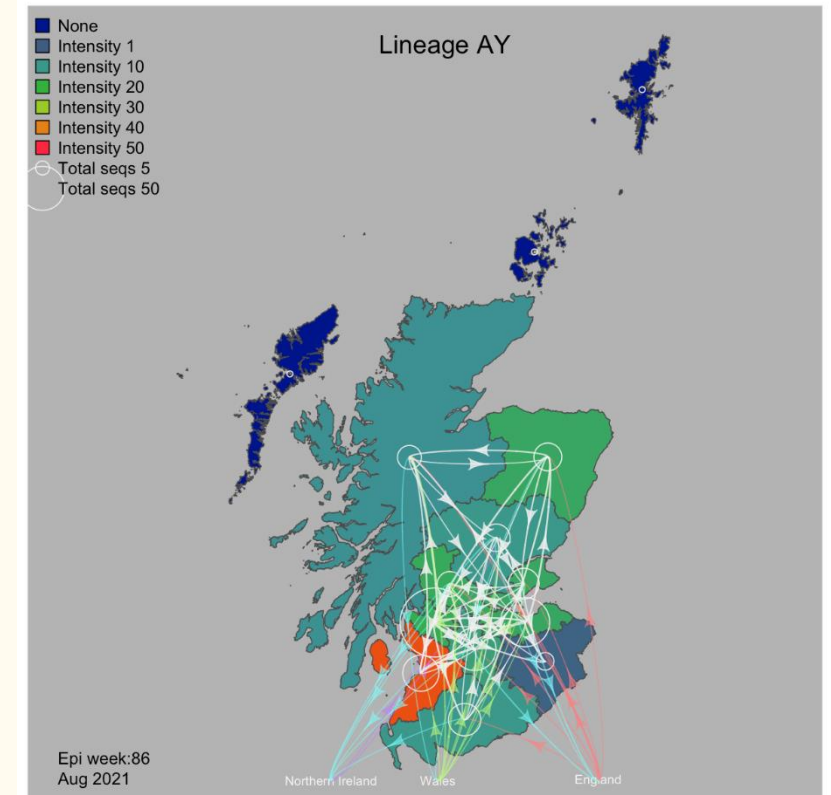 Lineage AY
None
Intensity 1
Intensity 10
Intensity 20
Intensity 30
Intensity 40
Intensity 50
Total seqs 5
Total seqs 50
Epi week:86
Aug 2021
Northern Ireland
Wales
England